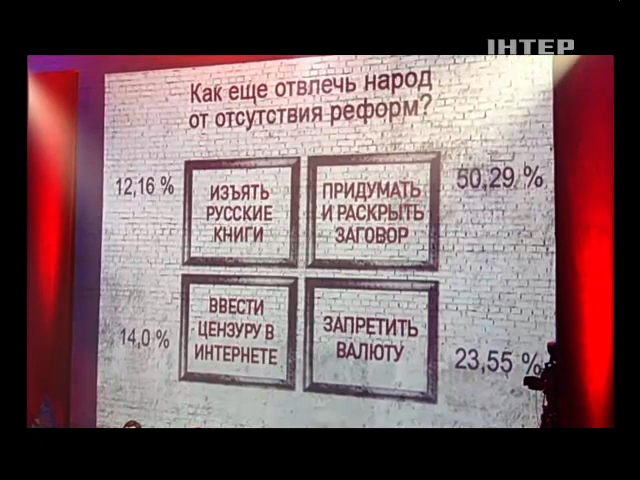 ІНТЕР
Как еще отвлечь народ
от отсутствия реформ?
12,16 %
ИЗЪЯТЬ
РУССКИЕ
КНИГИ
ПРИДУМАТЬ
И РАСКРЫТЬ
ЗАГОВОР
50,29 %
14,0 %
ВВЕСТИ
ЦЕНЗУРУ В
ИНТЕРНЕТЕ
ЗАПРЕТИТЬ
ВАЛЮТУ
23,55 %